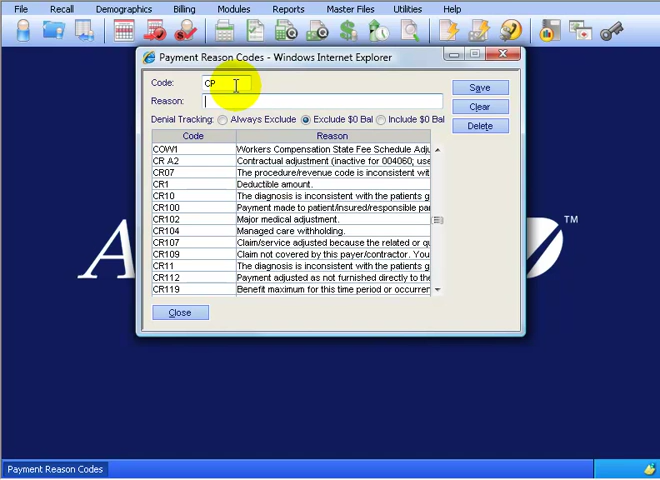 File Recall Demographics Billing Modules Reports Master Files Utilities Help
Payment Reason Codes - Windows Internet Explorer
Code: CP
Reason:
Save
Clear
Delete
Denial Tracking: Always Exclude Exclude $0 Bal Include $0 Bal
Code Reason
COW1 Workers Compensation State Fee Schedule Adju
CR A2 Contractual adjustment (inactive for 004060; use
CR07 The procedure/revenue code is inconsistent wit
CR1 Deductible amount.
CR10 The diagnosis is inconsistent with the patients g
CR100 Payment made to patient/insured/responsible pa
CR102 Major medical adjustment.
CR104 Managed care withholding.
CR107 Claim/service adjusted because the related or qu
CR109 Claim not covered by this payer/contractor. You
CR11 The diagnosis is inconsistent with the patients g
CR112 Payment adjusted as not furnished directly to the
CR119 Benefit maximum for this time period or occurren
Close
A
TM
Payment Reason Codes